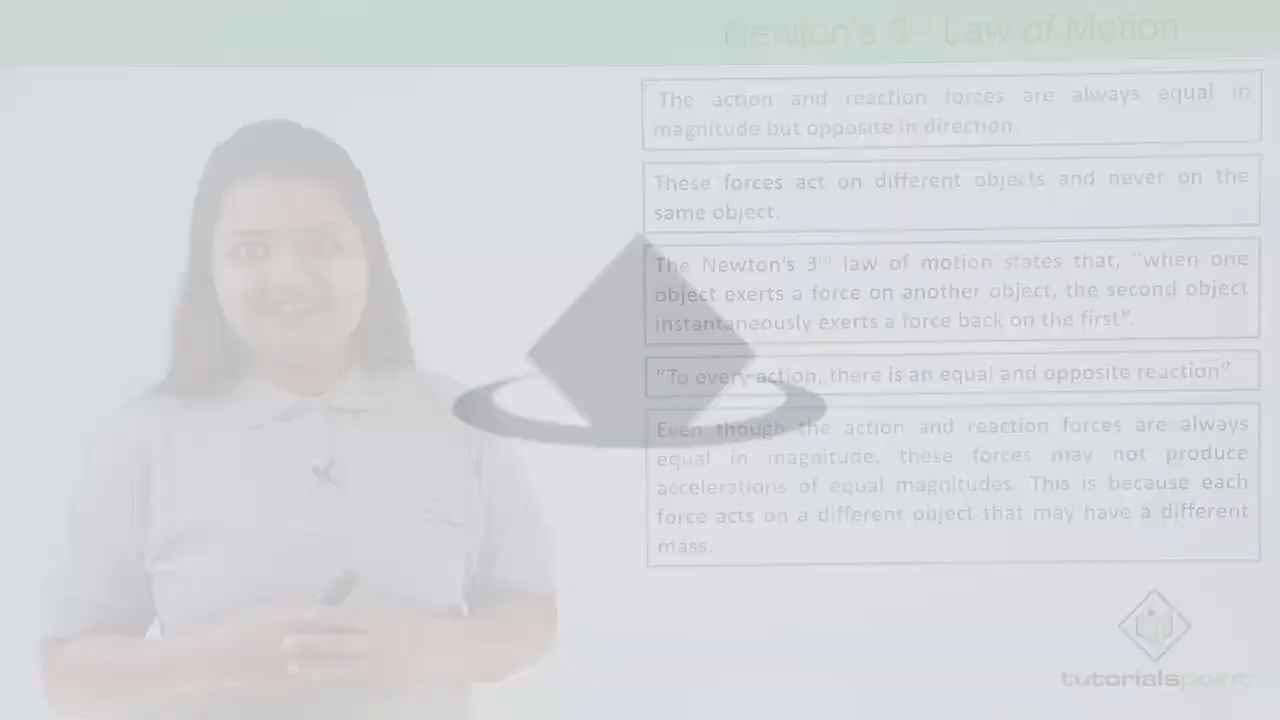 Newton's 3rd Law of Motion
The action and reaction forces are always equal in
magnitude but opposite in direction.
These forces act on different objects and never on the
same object.
The Newton's 3rd law of motion states that, "when one
object exerts a force on another object, the second object
instantaneously exerts a force back on the first".
"To every action, there is an equal and opposite reaction"
Even though the action and reaction forces are always
equal in magnitude, these forces may not produce
accelerations of equal magnitudes. This is because each
force acts on a different object that may have a different
mass.
tutorialspoint